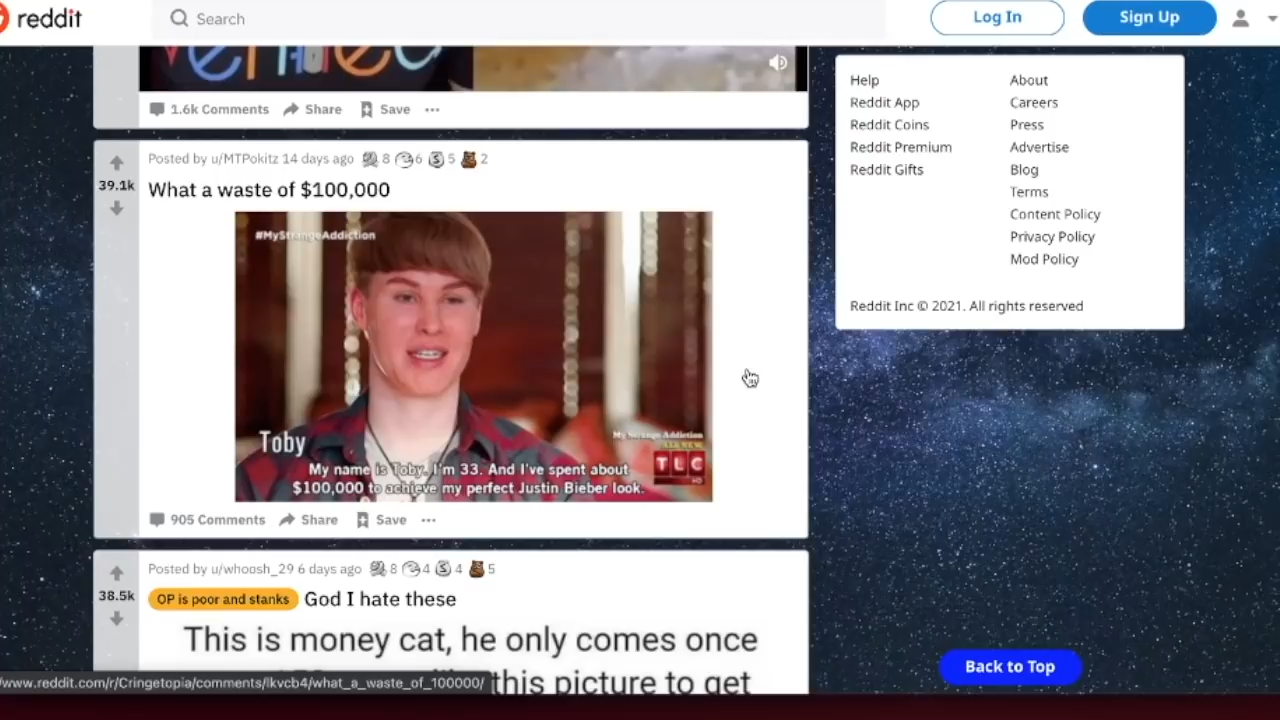 reddit
Search
Log In
Sign Up
1.6k Comments
Share
Save
Help
About
Reddit App
Careers
Reddit Coins
Press
Reddit Premium
Advertise
Reddit Gifts
Blog
Terms
Content Policy
Privacy Policy
Mod Policy
Reddit Inc © 2021. All rights reserved
Posted by u/MTPokitz 14 days ago 8 6 5 2
39.1k
What a waste of $100,000
#MyStrangeAddiction
Toby
My Strange Addiction
ALL NEW
TLC
HD
My name is Toby. I'm 33. And I've spent about
$100,000 to achieve my perfect Justin Bieber look.
905 Comments
Share
Save
Posted by u/whoosh_29 6 days ago 8 4 4 5
38.5k
OP is poor and stanks
God I hate these
This is money cat, he only comes once
this picture to get
Back to Top
/www.reddit.com/r/Cringetopia/comments/lkvcb4/what_a_waste_of_100000/